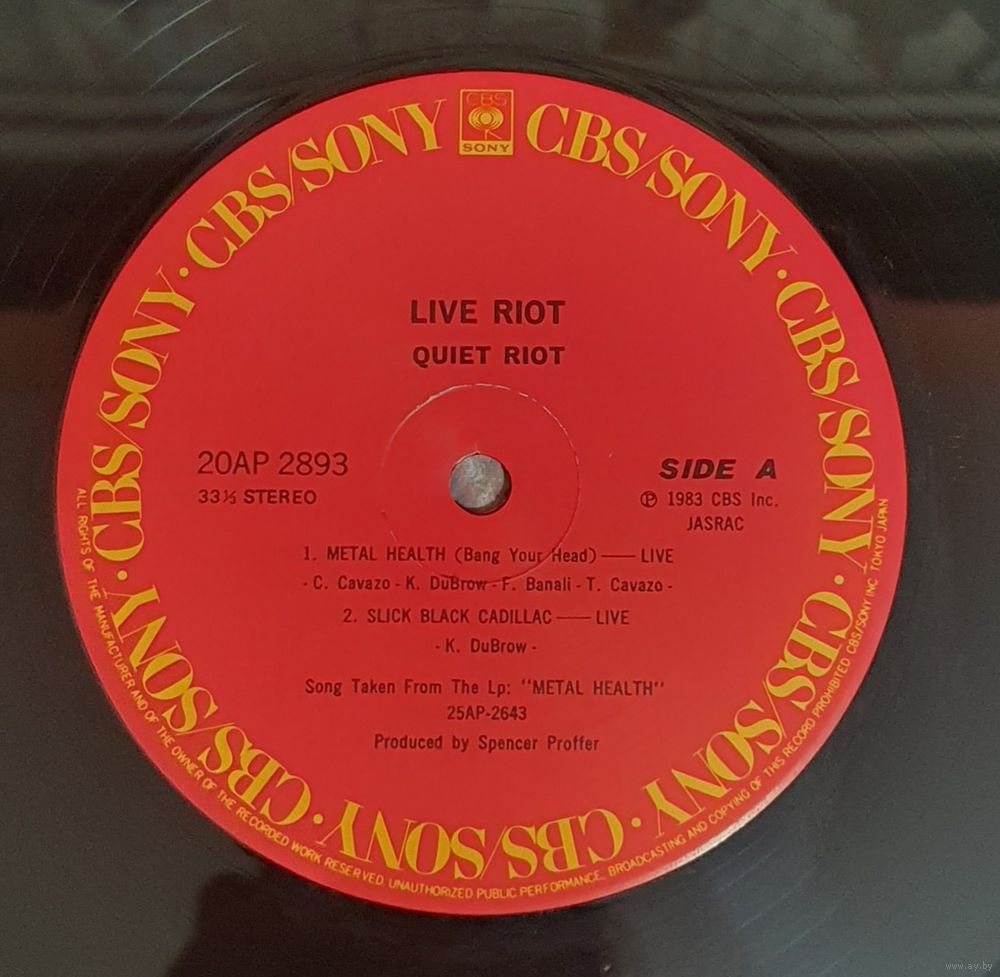 CBS
SONY
CBS/SONY · CBS/SONY · CBS/SONY · CBS/SONY · CBS/SONY · CBS/SONY · CBS/SONY · CBS/SONY
LIVE RIOT
QUIET RIOT
20AP 2893
33⅓ STEREO
SIDE A
Ⓟ 1983 CBS Inc.
JASRAC
1. METAL HEALTH (Bang Your Head)——LIVE
- C. Cavazo - K. DuBrow - F. Banali - T. Cavazo -
2. SLICK BLACK CADILLAC——LIVE
- K. DuBrow -
Song Taken From The Lp: "METAL HEALTH"
25AP-2643
Produced by Spencer Proffer
ALL RIGHTS OF THE MANUFACTURER AND OF THE OWNER OF THE RECORDED WORK RESERVED. UNAUTHORIZED PUBLIC PERFORMANCE, BROADCASTING AND COPYING OF THIS RECORD PROHIBITED CBS/SONY INC TOKYO JAPAN
www.ay.by